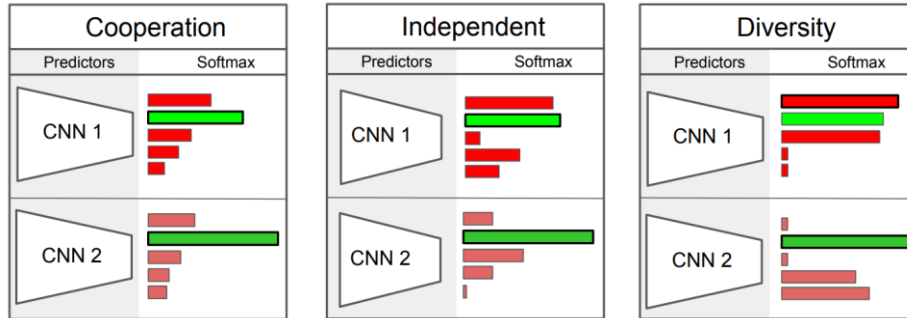 Cooperation
Predictors Softmax
CNN 1
CNN 2
Independent
Predictors Softmax
CNN 1
CNN 2
Diversity
Predictors Softmax
CNN 1
CNN 2